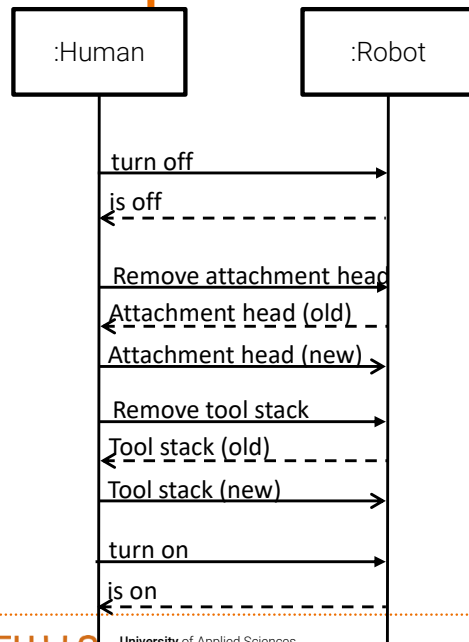 :Human
:Robot
turn off
is off
Remove attachment head
Attachment head (old)
Attachment head (new)
Remove tool stack
Tool stack (old)
Tool stack (new)
turn on
is on
University of Applied Sciences